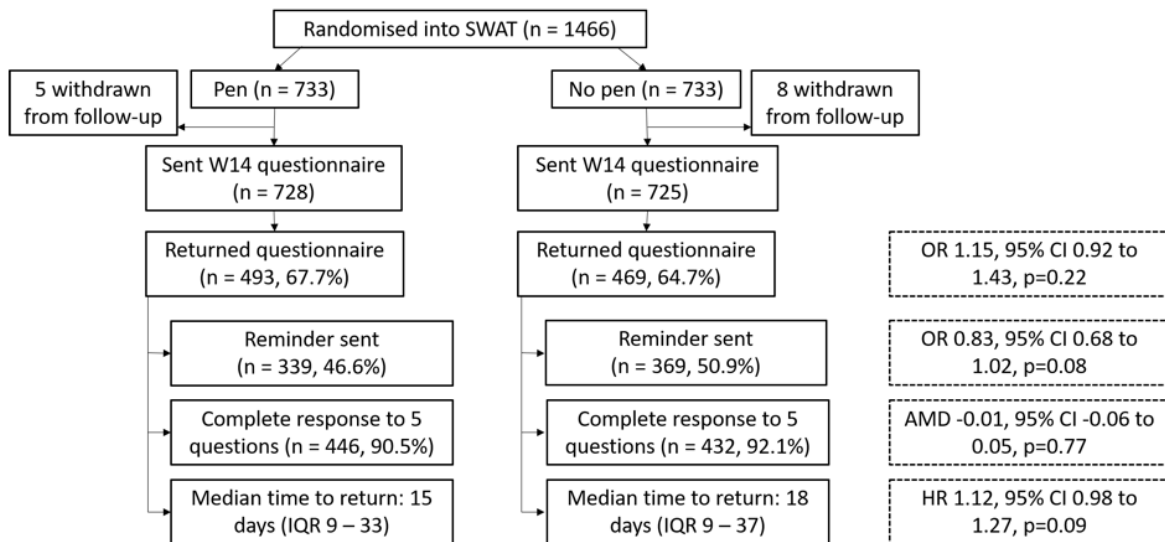 Randomised into SWAT (n = 1466)
5 withdrawn
from follow-up
Pen (n = 733)
No pen (n = 733)
8 withdrawn
from follow-up
Sent W14 questionnaire
(n = 728)
Sent W14 questionnaire
(n = 725)
Returned questionnaire
(n = 493, 67.7%)
Returned questionnaire
(n = 469, 64.7%)
OR 1.15, 95% CI 0.92 to
1.43, p=0.22
Reminder sent
(n = 339, 46.6%)
Reminder sent
(n = 369, 50.9%)
OR 0.83, 95% CI 0.68 to
1.02, p=0.08
Complete response to 5
questions (n = 446, 90.5%)
Complete response to 5
questions (n = 432, 92.1%)
AMD -0.01, 95% CI -0.06 to
0.05, p=0.77
Median time to return: 15
days (IQR 9 – 33)
Median time to return: 18
days (IQR 9 – 37)
HR 1.12, 95% CI 0.98 to
1.27, p=0.09